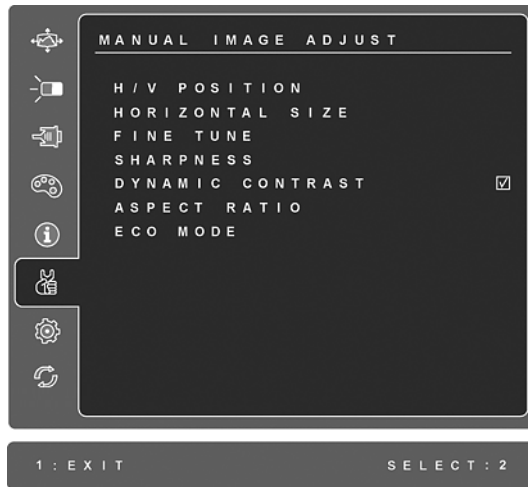 MANUAL IMAGE ADJUST
H/V POSITION
HORIZONTAL SIZE
FINE TUNE
SHARPNESS
DYNAMIC CONTRAST
ASPECT RATIO
ECO MODE
1:EXIT SELECT:2